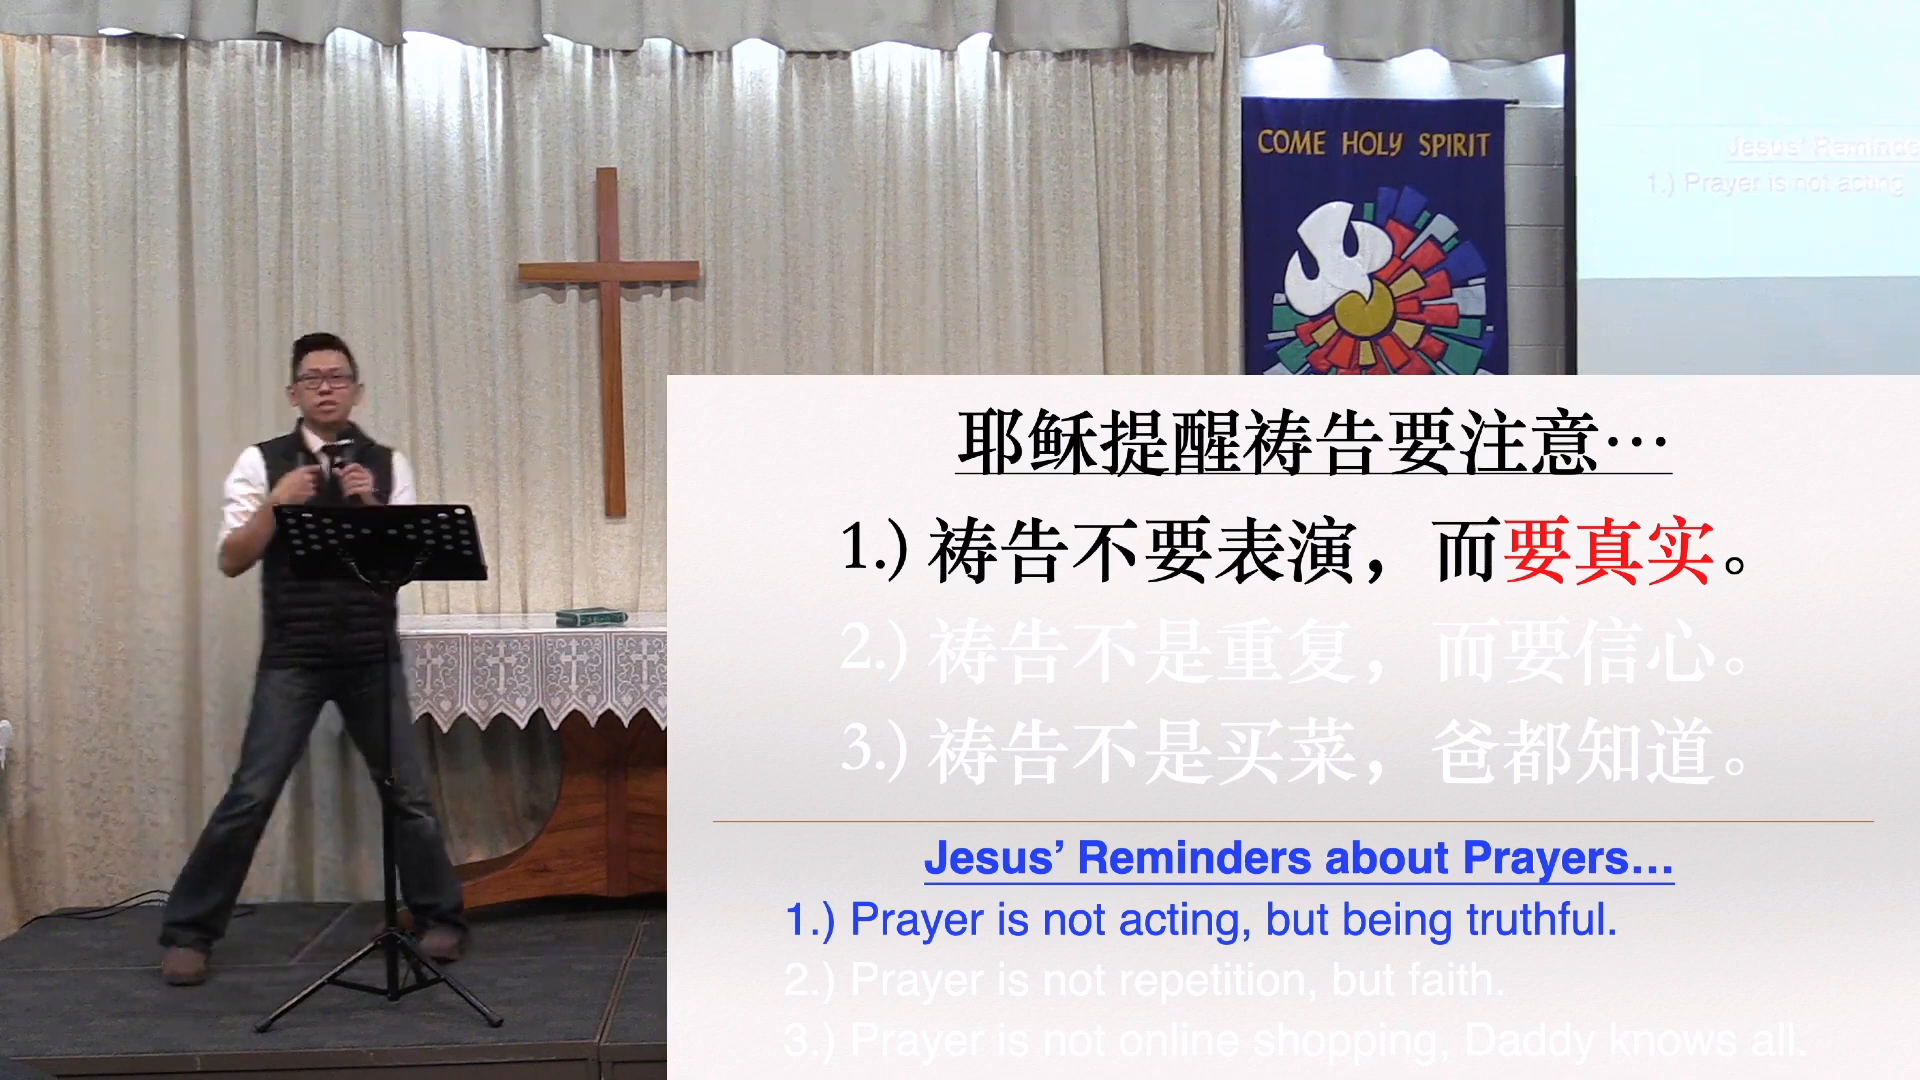 COME HOLY SPIRIT
Jesus' Reminde
1.) Prayer is not acting
耶稣提醒祷告要注意…
1.) 祷告不要表演，而要真实。
2.) 祷告不是重复，而要信心。
3.) 祷告不是买菜，爸都知道。
Jesus’ Reminders about Prayers…
1.) Prayer is not acting, but being truthful.
2.) Prayer is not repetition, but faith.
3.) Prayer is not online shopping, Daddy knows all.